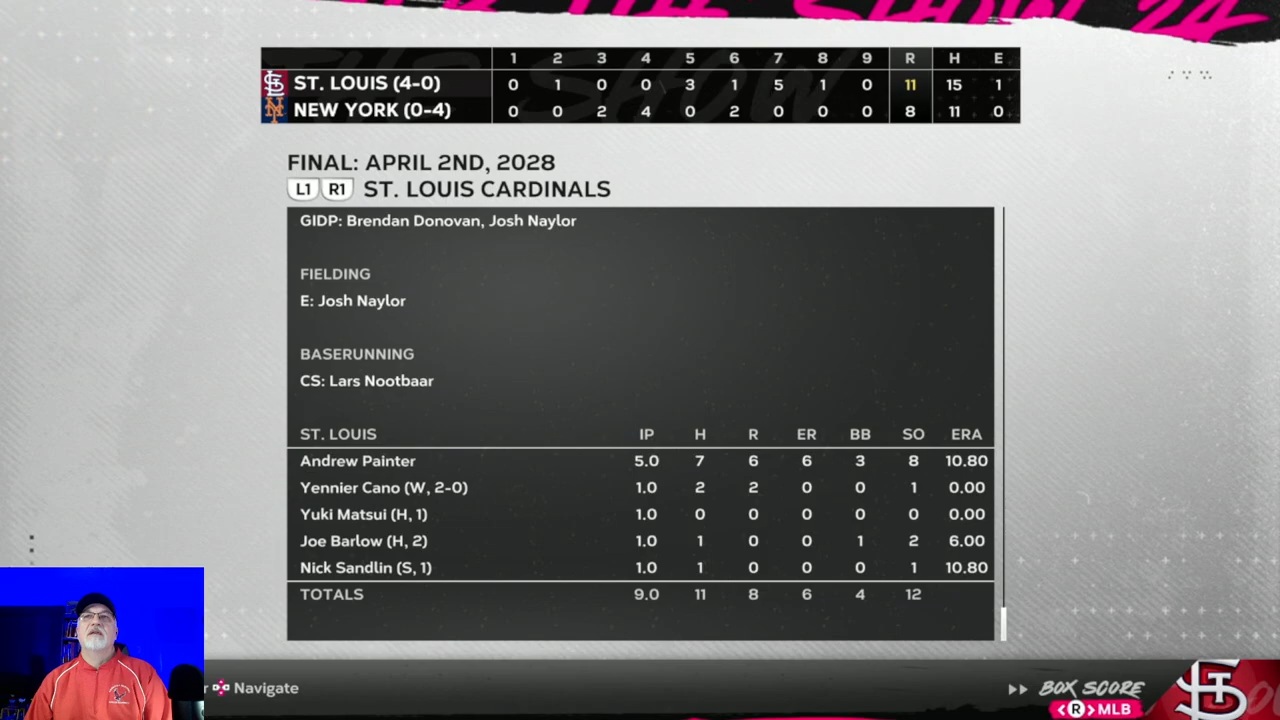 THE SHOW 24
1 2 3 4 5 6 7 8 9 R H E
ST. LOUIS (4-0) 0 1 0 0 3 1 5 1 0 11 15 1
NEW YORK (0-4) 0 0 2 4 0 2 0 0 0 8 11 0
FINAL: APRIL 2ND, 2028
L1 R1 ST. LOUIS CARDINALS
GIDP: Brendan Donovan, Josh Naylor
FIELDING
E: Josh Naylor
BASERUNNING
CS: Lars Nootbaar
ST. LOUIS IP H R ER BB SO ERA
Andrew Painter 5.0 7 6 6 3 8 10.80
Yennier Cano (W, 2-0) 1.0 2 2 0 0 1 0.00
Yuki Matsui (H, 1) 1.0 0 0 0 0 0 0.00
Joe Barlow (H, 2) 1.0 1 0 0 1 2 6.00
Nick Sandlin (S, 1) 1.0 1 0 0 0 1 10.80
TOTALS 9.0 11 8 6 4 12
Navigate
BOX SCORE
R MLB